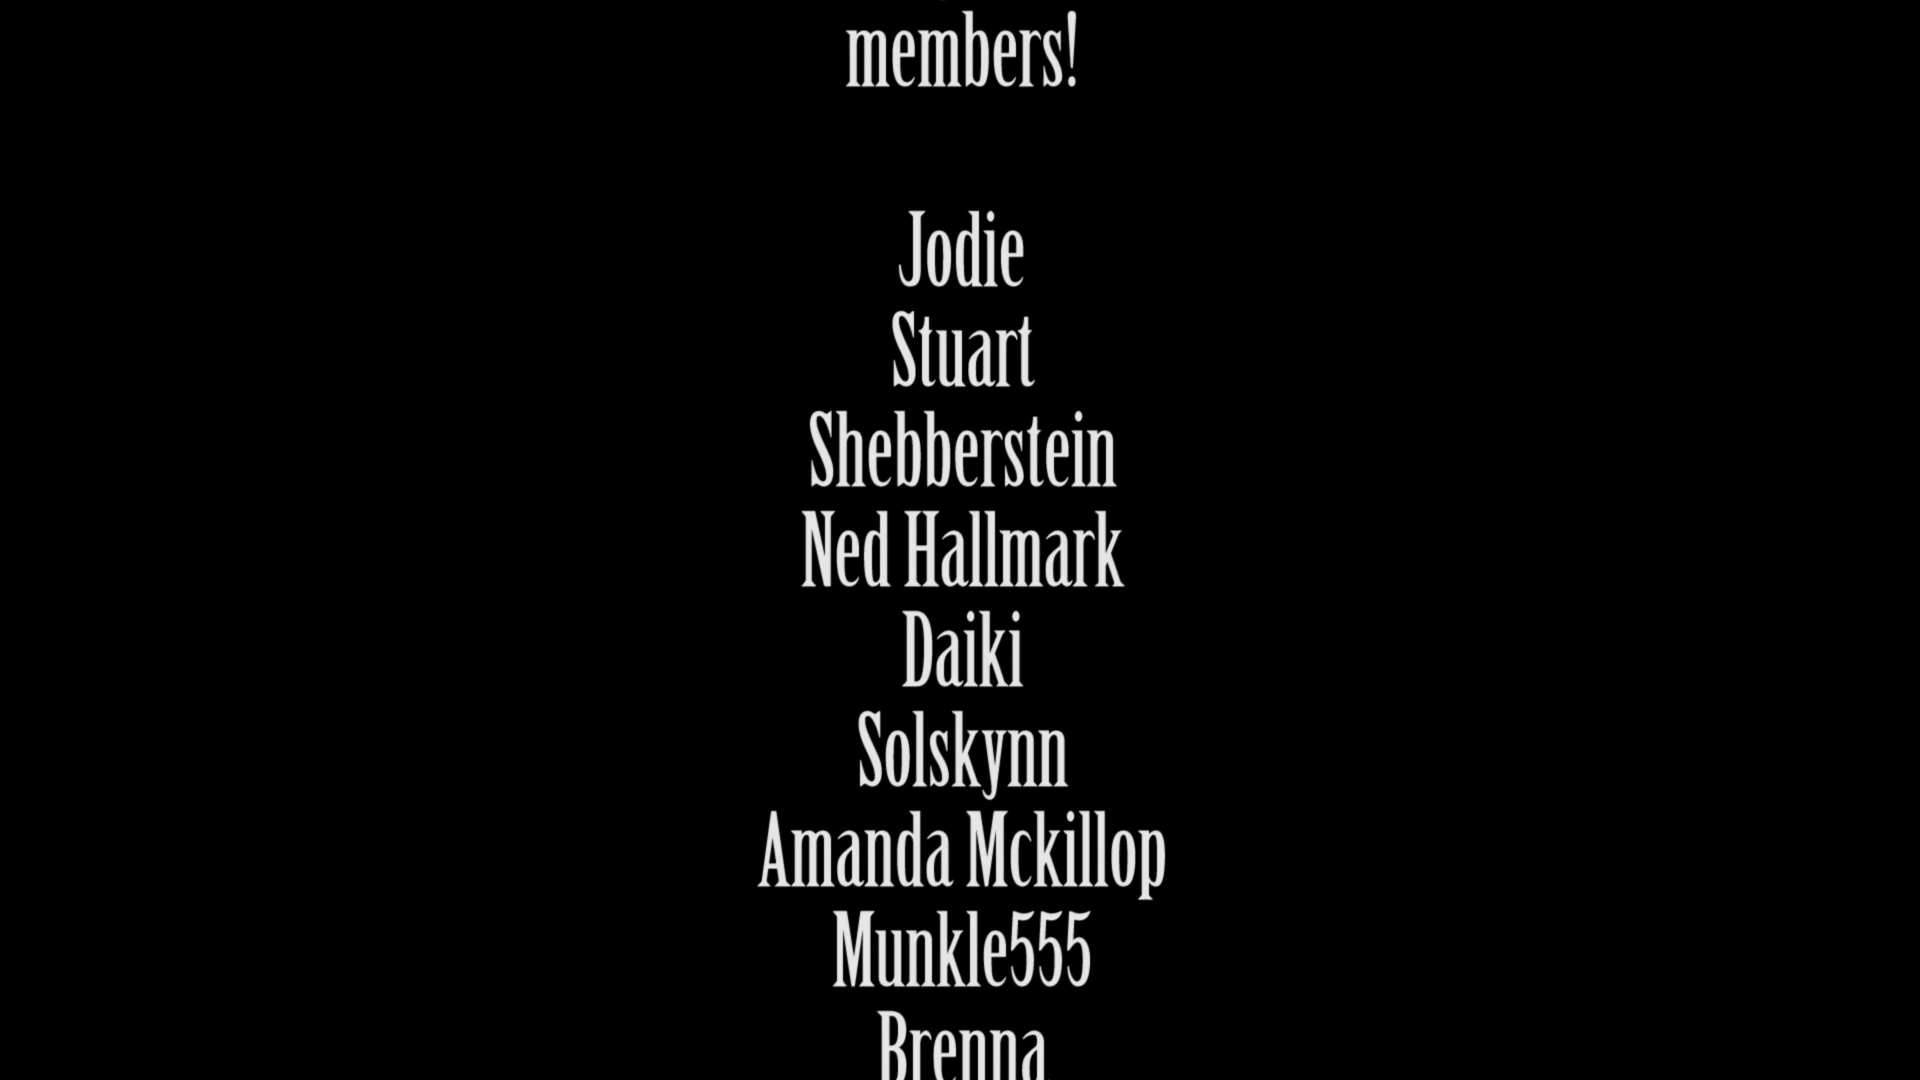 members!
Jodie
Stuart
Shebberstein
Ned Hallmark
Daiki
Solskynn
Amanda Mckillop
Munkle555
Brenna